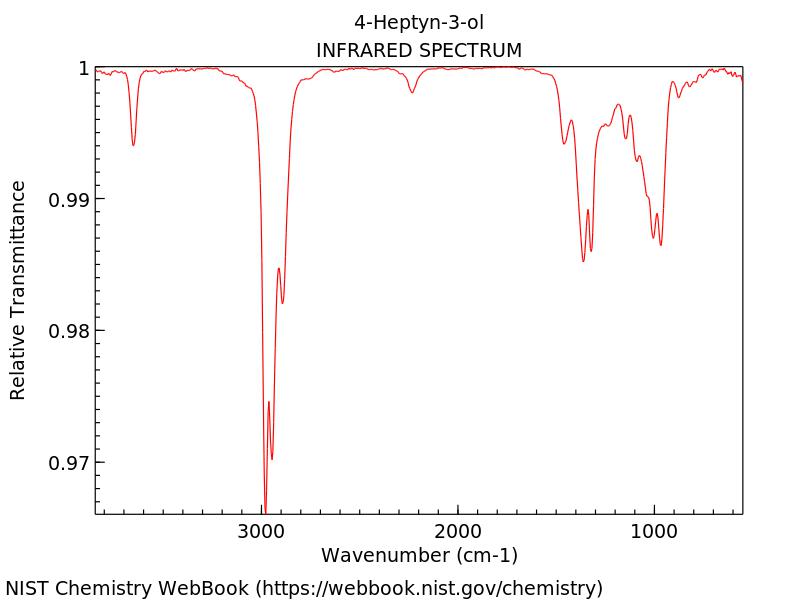 4-Heptyn-3-ol
INFRARED SPECTRUM
1
0.99
0.98
0.97
Relative Transmittance
3000 2000 1000
Wavenumber (cm-1)
NIST Chemistry WebBook (https://webbook.nist.gov/chemistry)